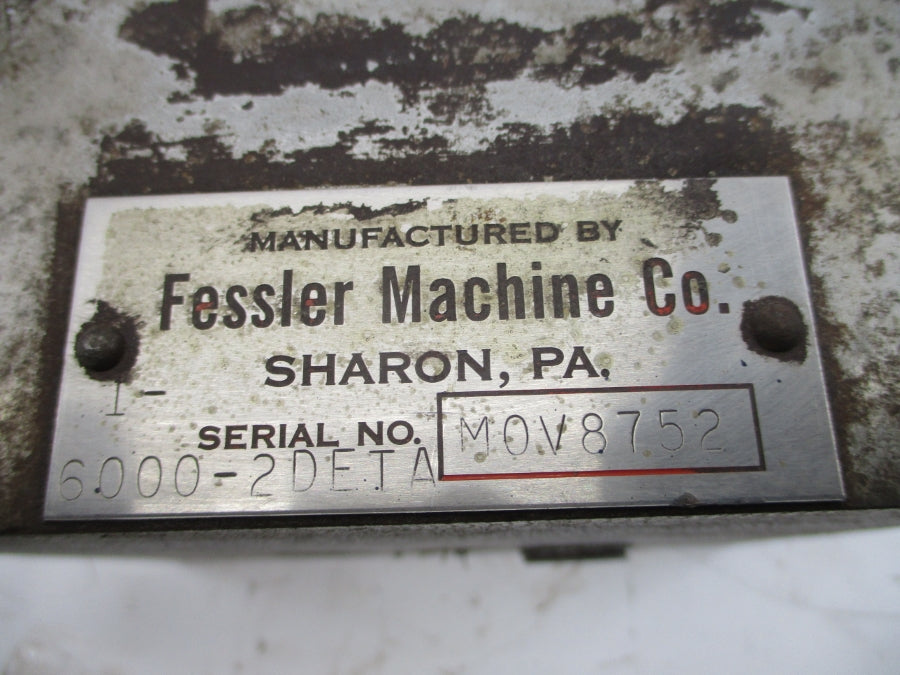 MANUFACTURED BY
Fessler Machine Co.
SHARON, PA.
1-
SERIAL NO. MOV8752
6000-2DETA